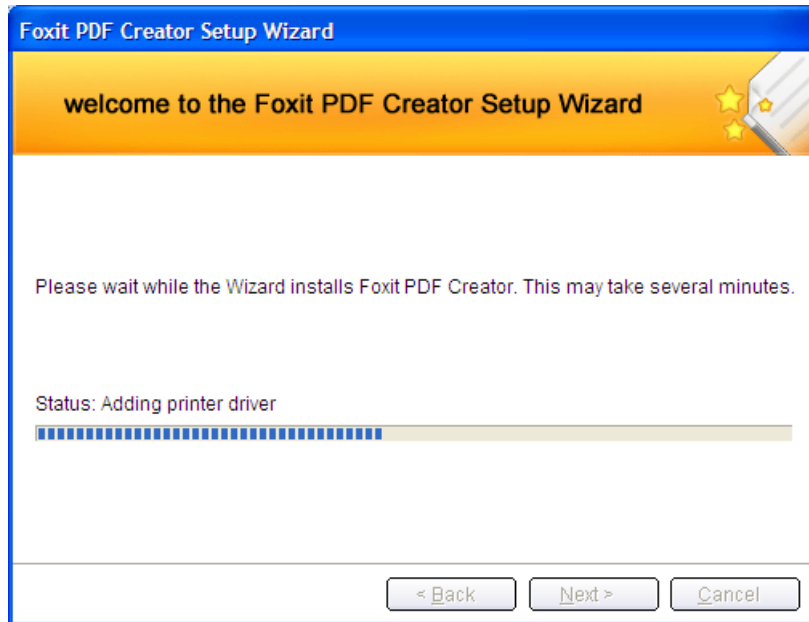 Foxit PDF Creator Setup Wizard
welcome to the Foxit PDF Creator Setup Wizard
Please wait while the Wizard installs Foxit PDF Creator. This may take several minutes.
Status: Adding printer driver
< Back Next > Cancel